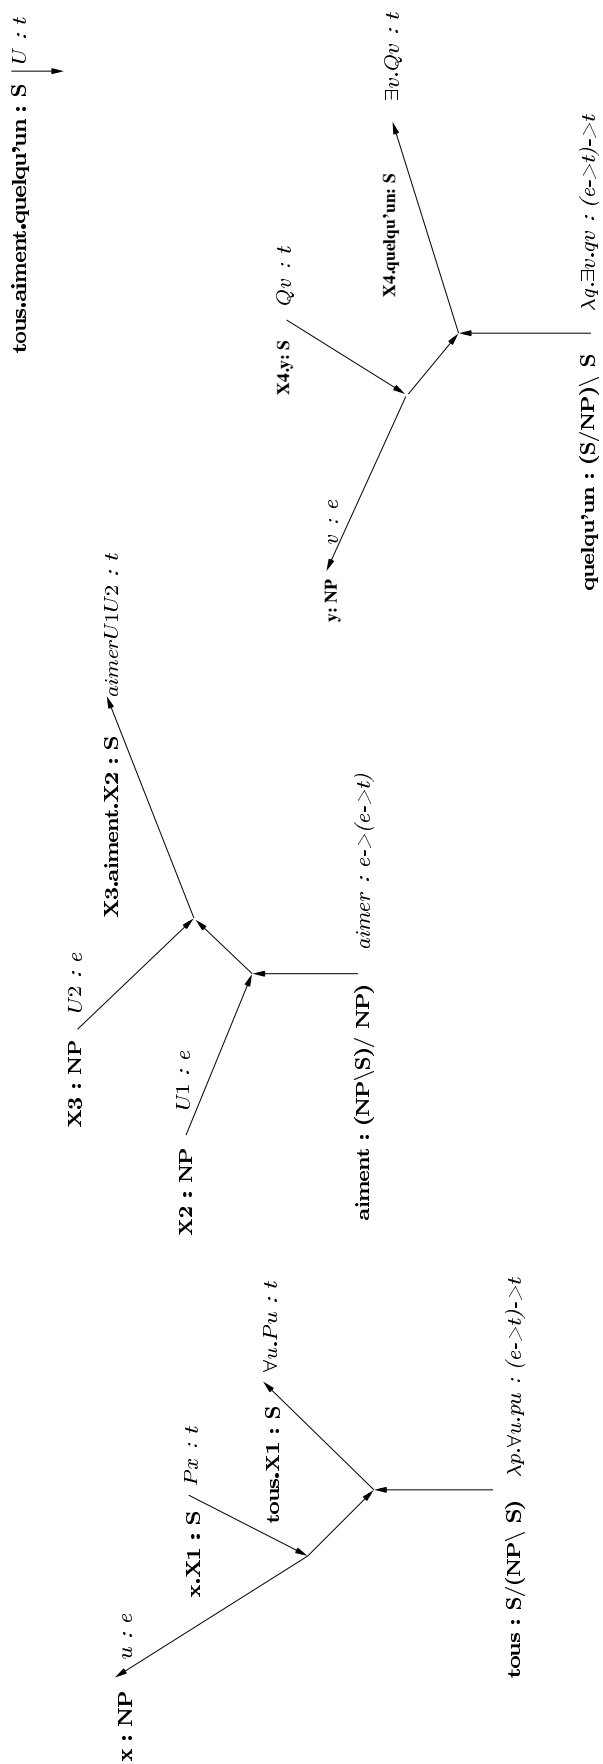 tous.aiment.quelqu'un : S U : t
x : NP u : e
x.X1 : S Px : t
tous.X1 : S ∀u.Pu : t
tous : S/(NP\ S) λp.∀u.pu : (e->t)->t
X3 : NP U2 : e
X3.aiment.X2 : S aimerU1U2 : t
X2 : NP U1 : e
aiment : (NP\S)/ NP) aimer : e->(e->t)
X4.y: S Qv : t
y: NP v : e
X4.quelqu'un: S ∃v.Qv : t
quelqu'un : (S/NP)\ S λq.∃v.qv : (e->t)->t